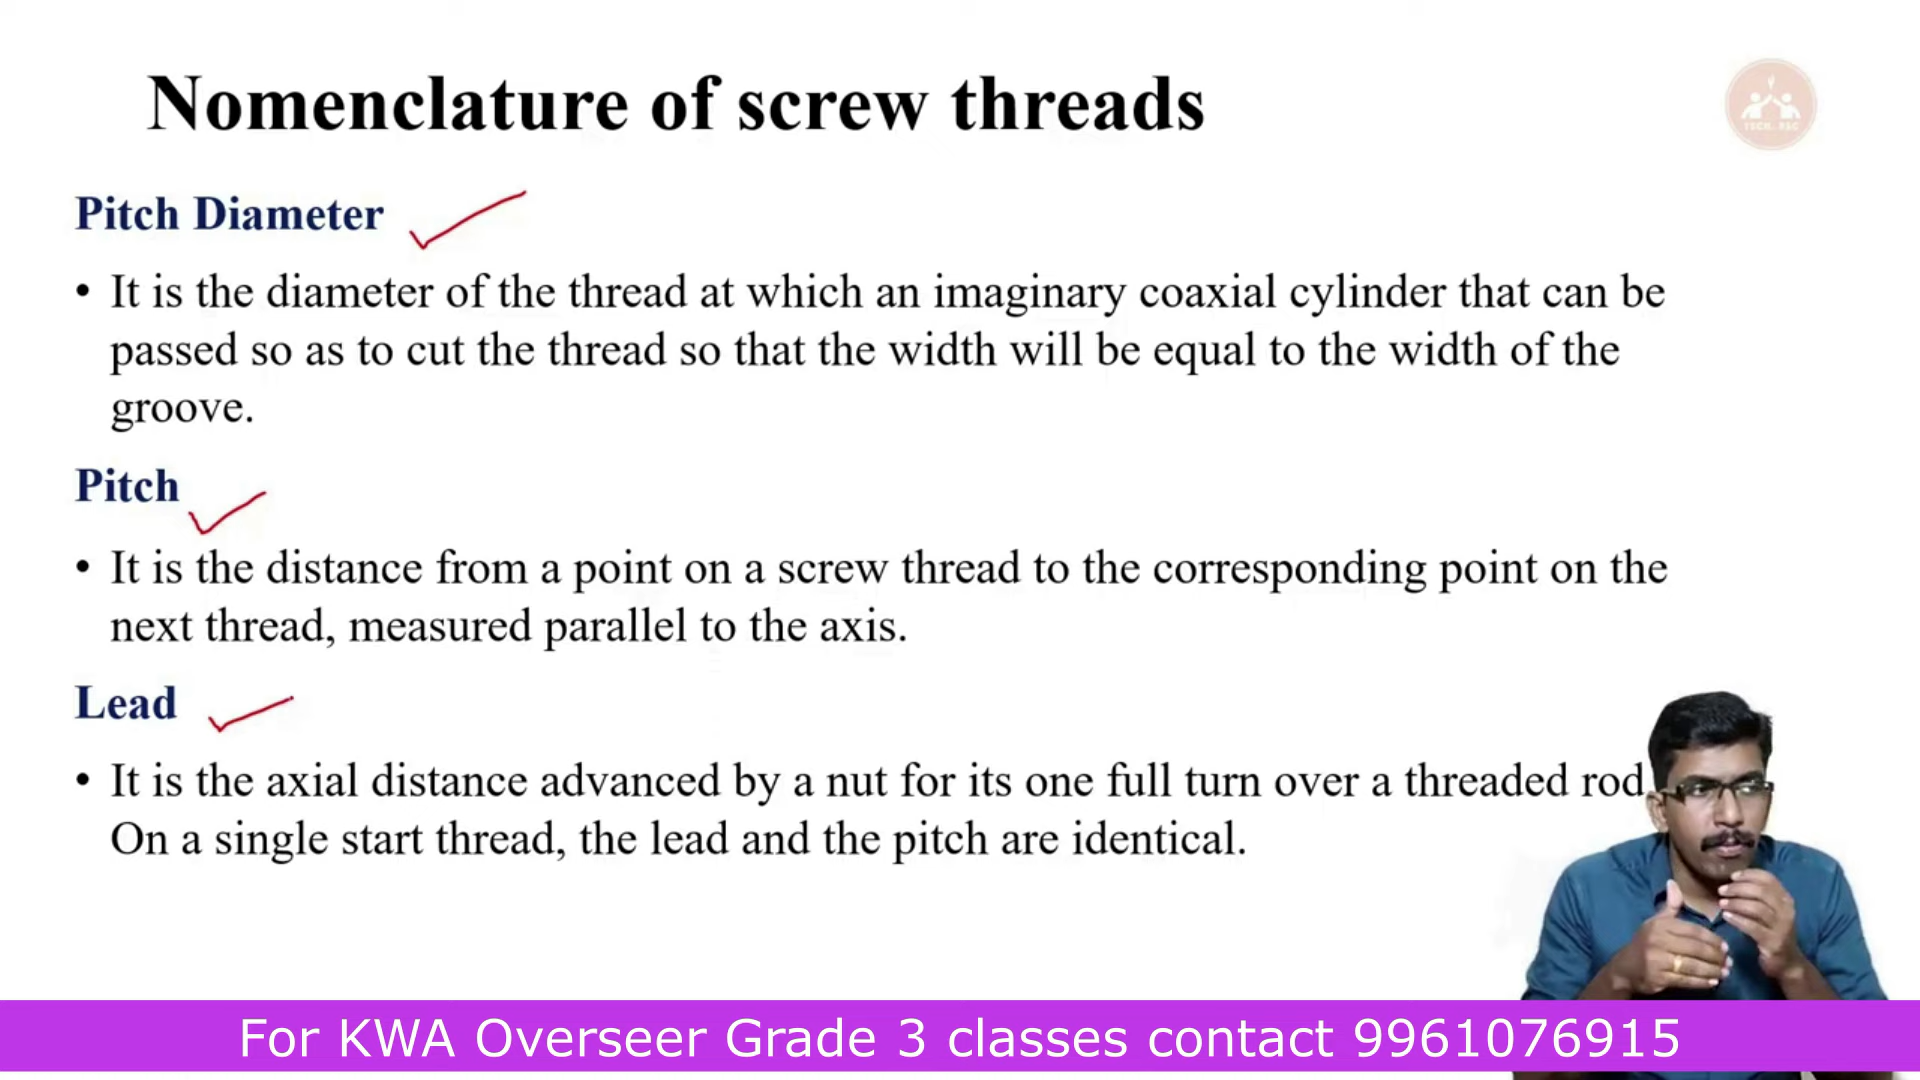 Nomenclature of screw threads
TECH PSC
Pitch Diameter
• It is the diameter of the thread at which an imaginary coaxial cylinder that can be
passed so as to cut the thread so that the width will be equal to the width of the
groove.
Pitch
• It is the distance from a point on a screw thread to the corresponding point on the
next thread, measured parallel to the axis.
Lead
• It is the axial distance advanced by a nut for its one full turn over a threaded rod
On a single start thread, the lead and the pitch are identical.
For KWA Overseer Grade 3 classes contact 9961076915